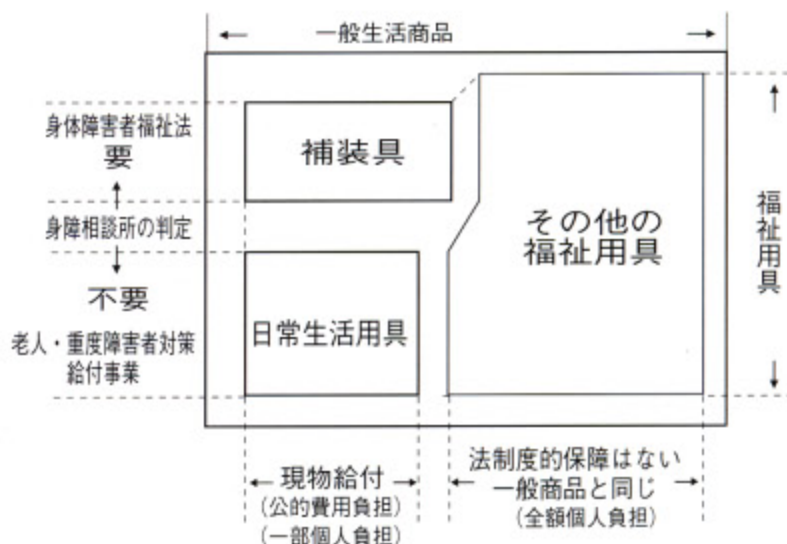 ← 一般生活商品 →
身体障害者福祉法
要
身障相談所の判定
不要
老人・重度障害者対策
給付事業
補装具
日常生活用具
その他の
福祉用具
福祉用具
現物給付
(公的費用負担)
(一部個人負担)
法制度的保障はない
一般商品と同じ
(全額個人負担)